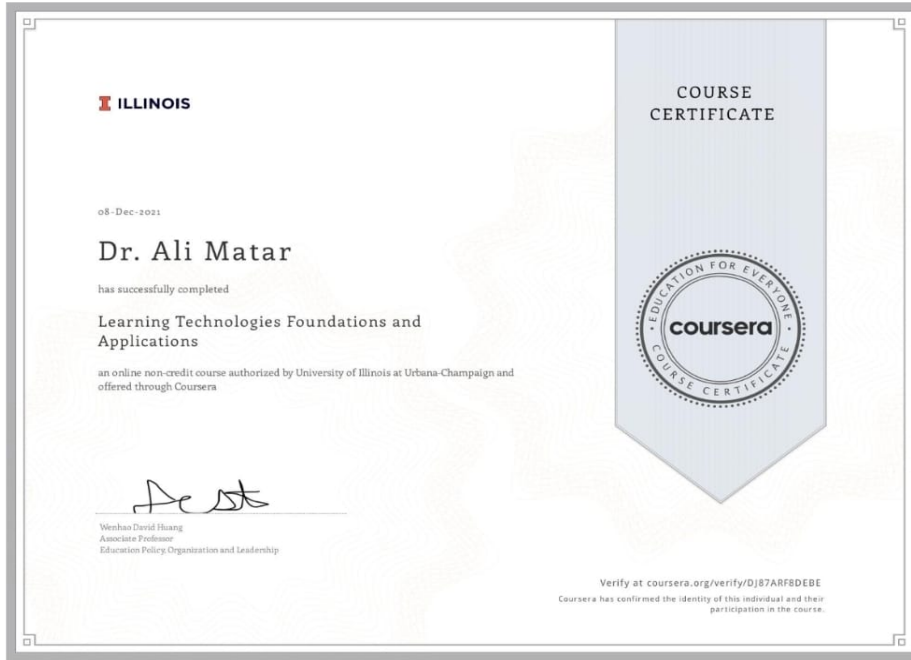 ILLINOIS
COURSE
CERTIFICATE
08-Dec-2021
Dr. Ali Matar
has successfully completed
Learning Technologies Foundations and
Applications
an online non-credit course authorized by University of Illinois at Urbana-Champaign and
offered through Coursera
EDUCATION FOR EVERYONE
coursera
COURSE CERTIFICATE
Wenhao David Huang
Associate Professor
Education Policy, Organization and Leadership
Verify at coursera.org/verify/DJ87ARF8DEBE
Coursera has confirmed the identity of this individual and their
participation in the course.